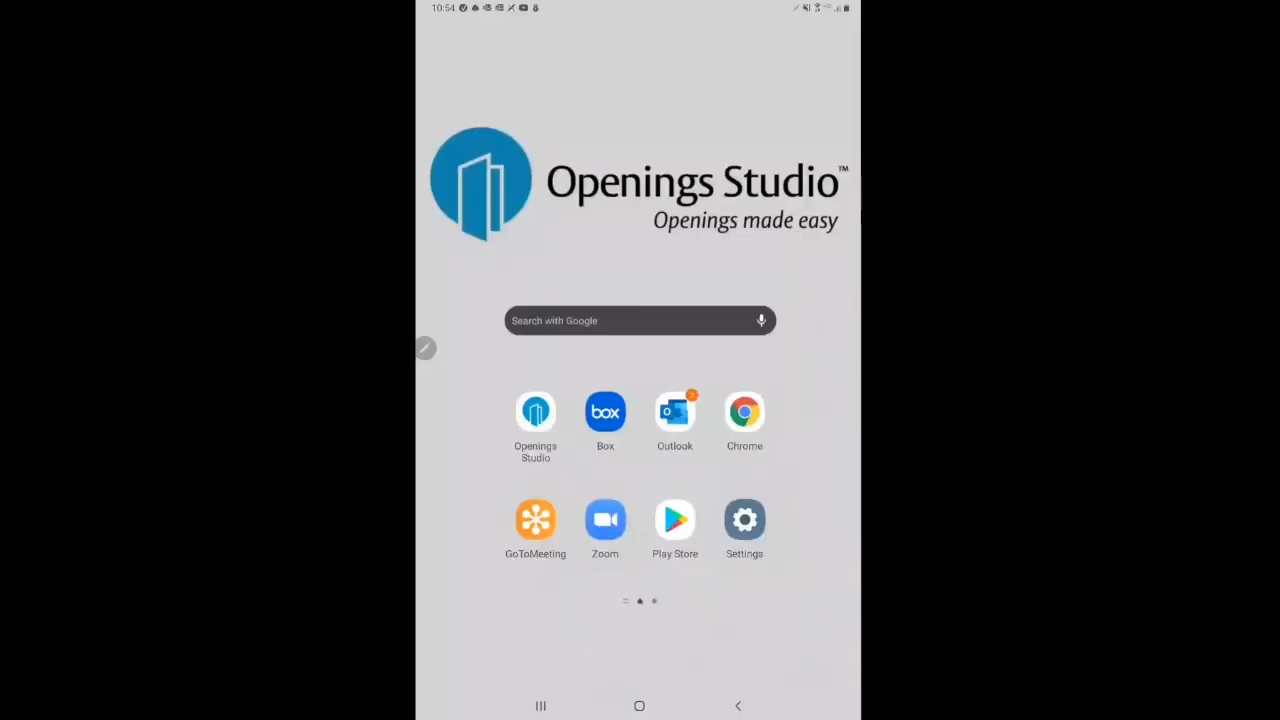 10:54
Openings Studio™
Openings made easy
Search with Google
Openings Studio
box
Box
Outlook
Chrome
GoToMeeting
Zoom
Play Store
Settings